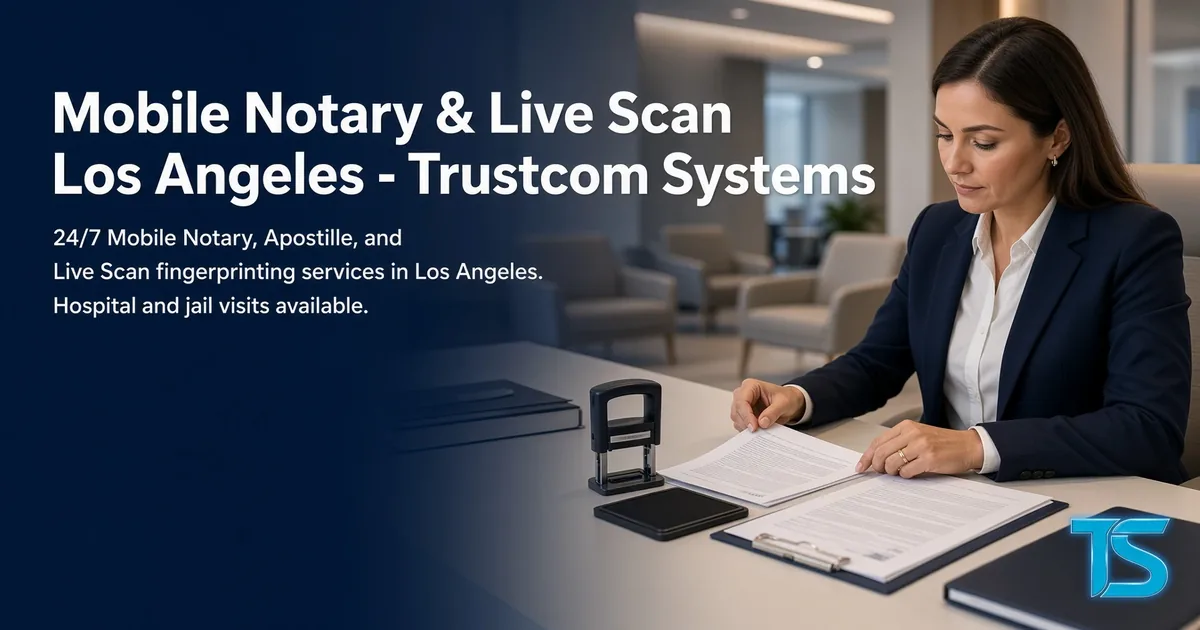 Mobile Notary & Live Scan
Los Angeles - Trustcom Systems
24/7 Mobile Notary, Apostille, and
Live Scan fingerprinting services in Los Angeles.
Hospital and jail visits available.
TS